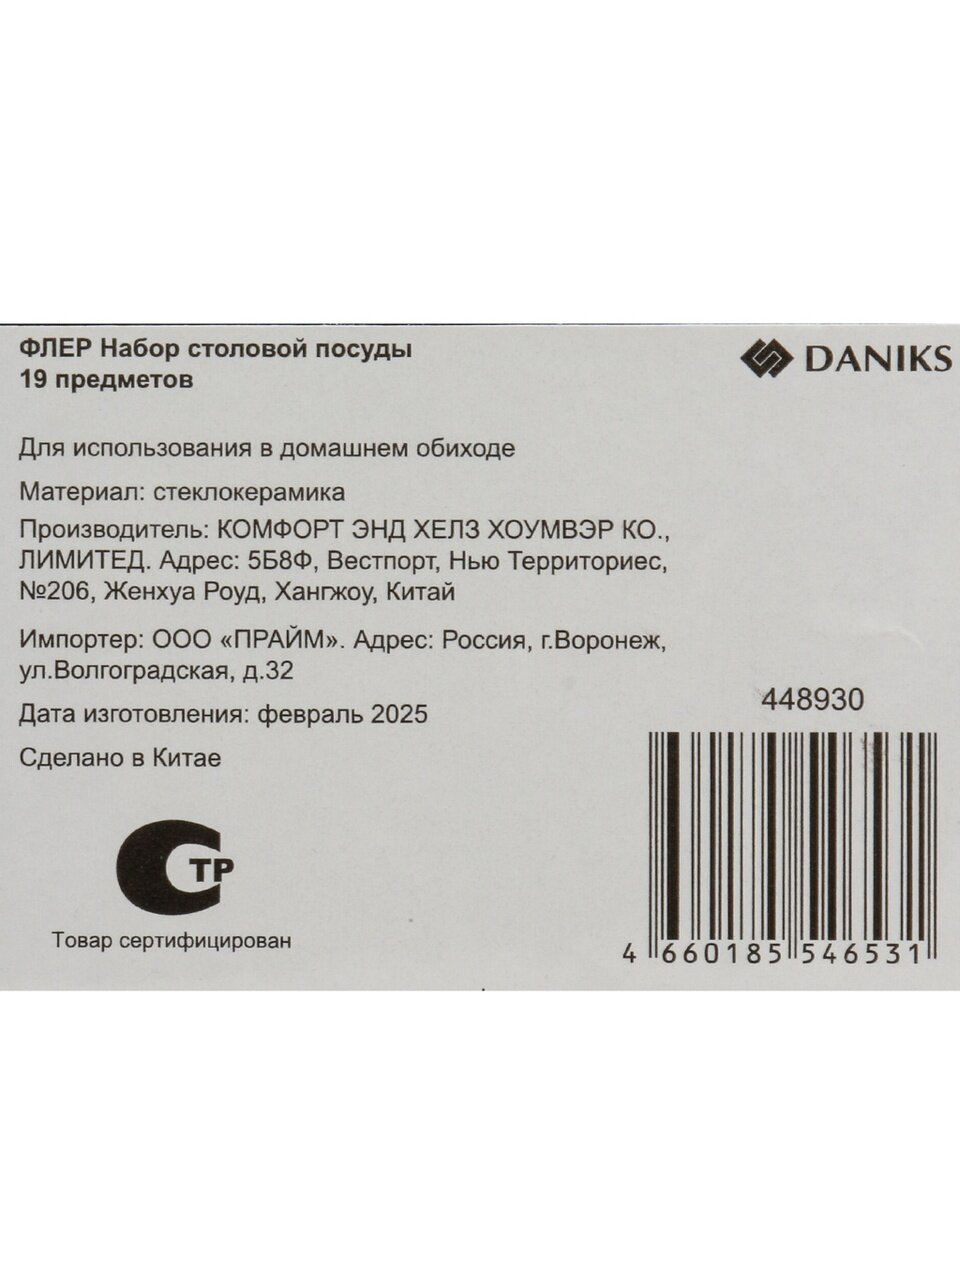 ФЛЕР Набор столовой посуды
19 предметов
DANIKS
Для использования в домашнем обиходе
Материал: стеклокерамика
Производитель: КОМФОРТ ЭНД ХЕЛЗ ХОУМВЭР КО.,
ЛИМИТЕД. Адрес: 5Б8Ф, Вестпорт, Нью Территориес,
№206, Женхуа Роуд, Хангжоу, Китай
Импортер: ООО «ПРАЙМ». Адрес: Россия, г.Воронеж,
ул.Волгоградская, д.32
Дата изготовления: февраль 2025
Сделано в Китае
ТР
Товар сертифицирован
448930
4 660185 546531